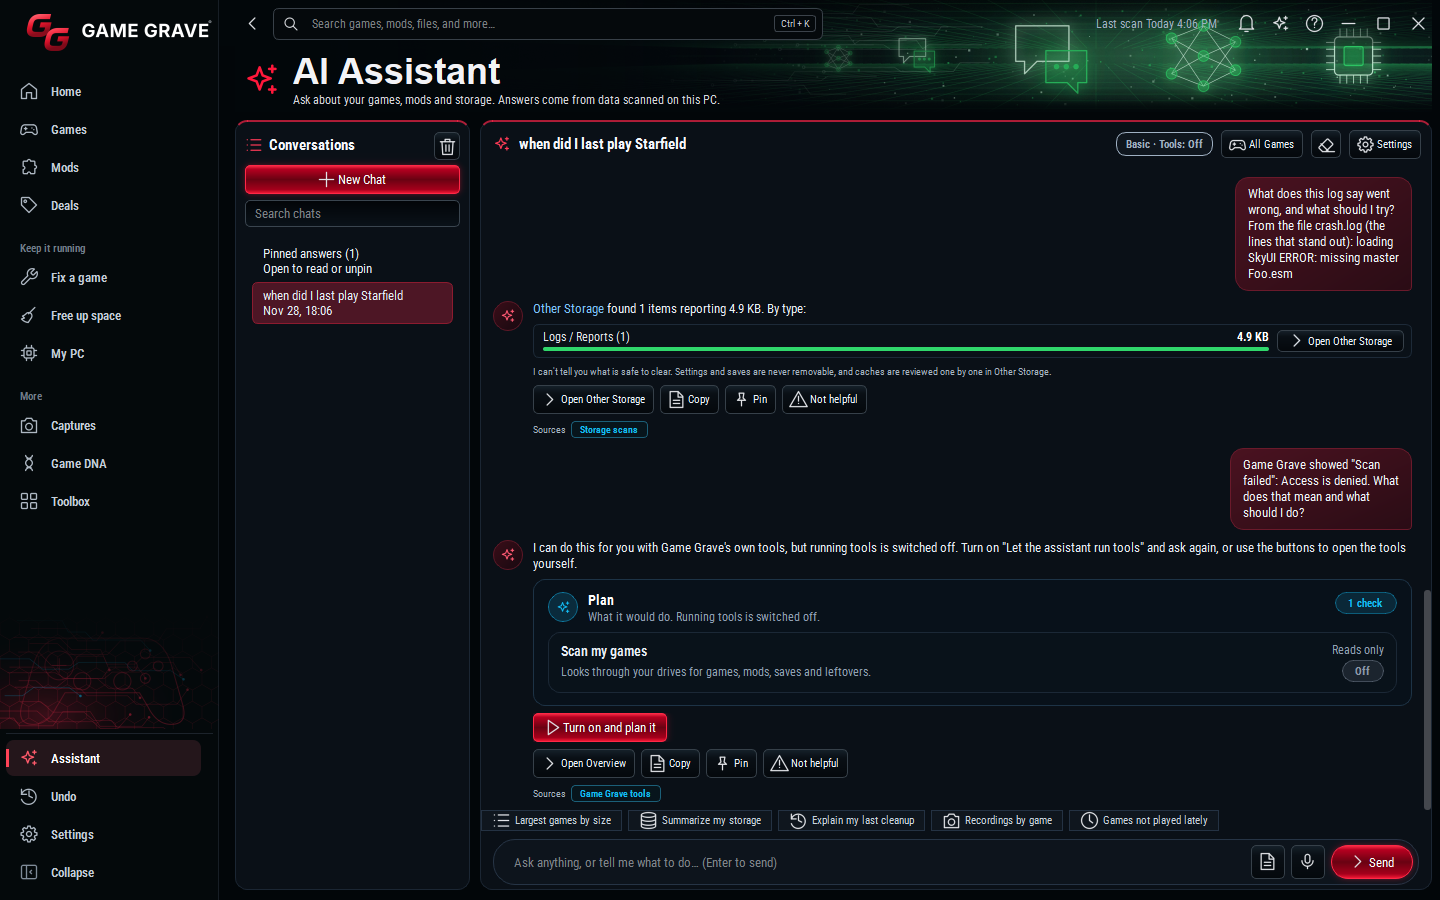 GAME GRAVE
Home
Games
Mods
Deals
Keep it running
Fix a game
Free up space
My PC
More
Captures
Game DNA
Toolbox
Assistant
Undo
Settings
Collapse
Search games, mods, files, and more...
Ctrl + K
Last scan Today 4:06 PM
AI Assistant
Ask about your games, mods and storage. Answers come from data scanned on this PC.
Conversations
New Chat
Search chats
Pinned answers (1)
Open to read or unpin
when did I last play Starfield
Nov 28, 18:06
when did I last play Starfield
Basic · Tools: Off
All Games
Settings
What does this log say went
wrong, and what should I try?
From the file crash.log (the
lines that stand out): loading
SkyUI ERROR: missing master
Foo.esm
Other Storage found 1 items reporting 4.9 KB. By type:
Logs / Reports (1)
4.9 KB
Open Other Storage
I can't tell you what is safe to clear. Settings and saves are never removable, and caches are reviewed one by one in Other Storage.
Open Other Storage
Copy
Pin
Not helpful
Sources
Storage scans
Game Grave showed "Scan
failed": Access is denied. What
does that mean and what
should I do?
I can do this for you with Game Grave's own tools, but running tools is switched off. Turn on "Let the assistant run tools" and ask again, or use the buttons to open the tools
yourself.
Plan
What it would do. Running tools is switched off.
1 check
Scan my games
Looks through your drives for games, mods, saves and leftovers.
Reads only
Off
Turn on and plan it
Open Overview
Copy
Pin
Not helpful
Sources
Game Grave tools
Largest games by size
Summarize my storage
Explain my last cleanup
Recordings by game
Games not played lately
Ask anything, or tell me what to do... (Enter to send)
Send